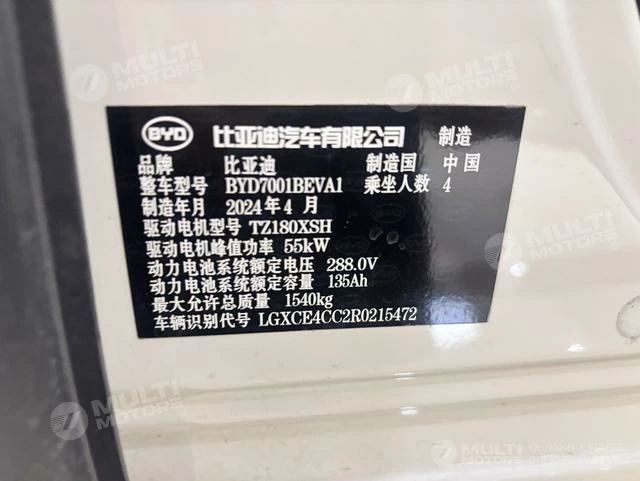 MULTI MOTORS
MULTI MOTORS
BYD 比亚迪汽车有限公司 制造
品牌 比亚迪 制造国 中国
整车型号 BYD7001BEVA1 乘坐人数 4
制造年月 2024年4月
驱动电机型号 TZ180XSH
驱动电机峰值功率 55kW
动力电池系统额定电压 288.0V
动力电池系统额定容量 135Ah
最大允许总质量 1540kg
车辆识别代号 LGXCE4CC2R0215472
MULTI MOTORS
MULTI MOTORS